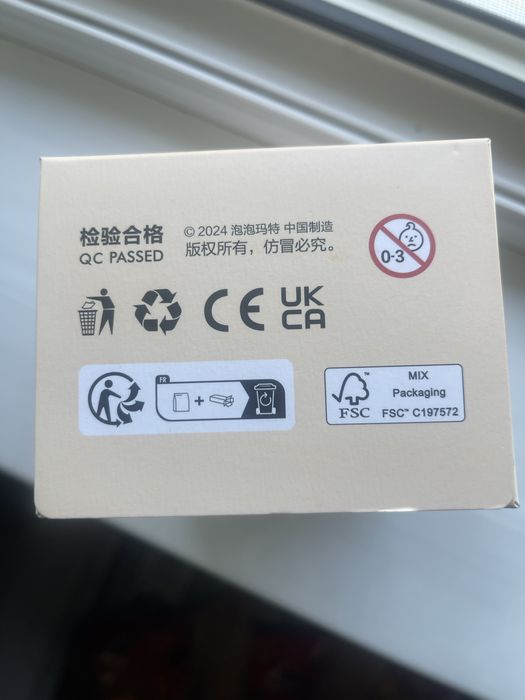 检验合格
QC PASSED
© 2024 泡泡玛特 中国制造
版权所有，仿冒必究。
0-3
CE
UK
CA
FR
+
FSC
MIX
Packaging
FSC™ C197572